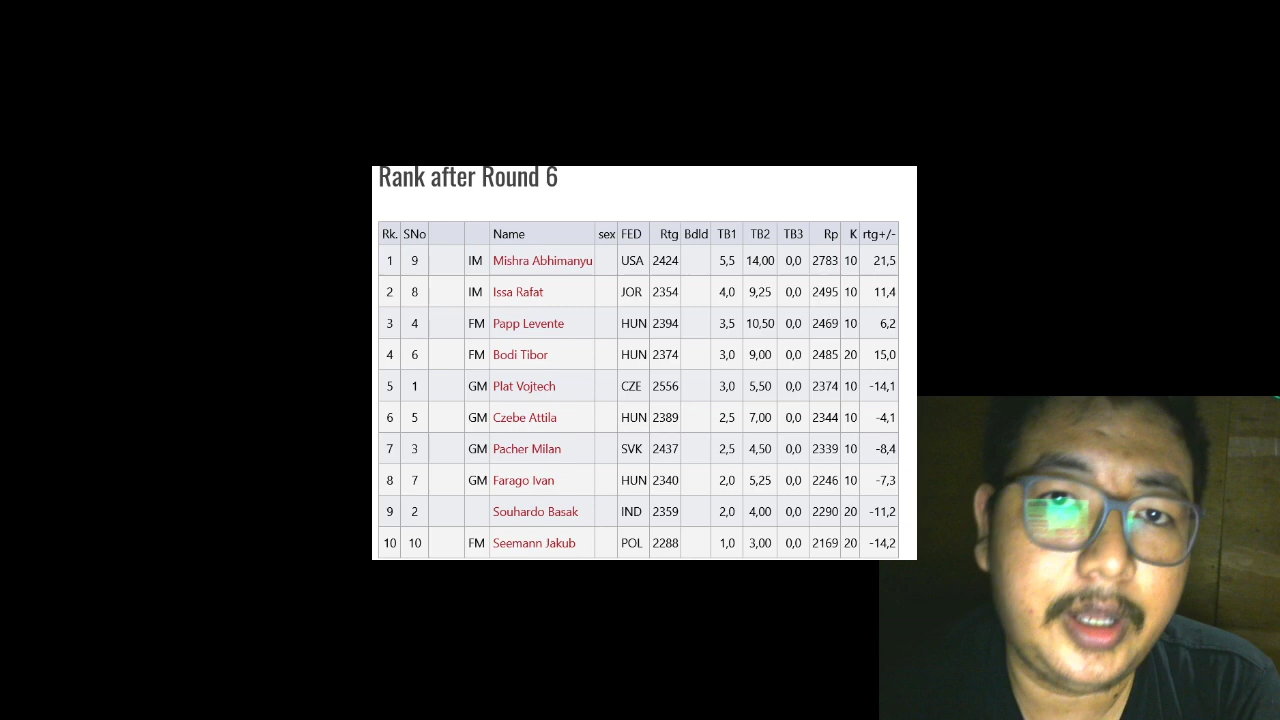 Rank after Round 6
Rk. SNo Name sex FED Rtg Bdld TB1 TB2 TB3 Rp K rtg+/-
1 9 IM Mishra Abhimanyu USA 2424 5,5 14,00 0,0 2783 10 21,5
2 8 IM Issa Rafat JOR 2354 4,0 9,25 0,0 2495 10 11,4
3 4 FM Papp Levente HUN 2394 3,5 10,50 0,0 2469 10 6,2
4 6 FM Bodi Tibor HUN 2374 3,0 9,00 0,0 2485 20 15,0
5 1 GM Plat Vojtech CZE 2556 3,0 5,50 0,0 2374 10 -14,1
6 5 GM Czebe Attila HUN 2389 2,5 7,00 0,0 2344 10 -4,1
7 3 GM Pacher Milan SVK 2437 2,5 4,50 0,0 2339 10 -8,4
8 7 GM Farago Ivan HUN 2340 2,0 5,25 0,0 2246 10 -7,3
9 2 Souhardo Basak IND 2359 2,0 4,00 0,0 2290 20 -11,2
10 10 FM Seemann Jakub POL 2288 1,0 3,00 0,0 2169 20 -14,2